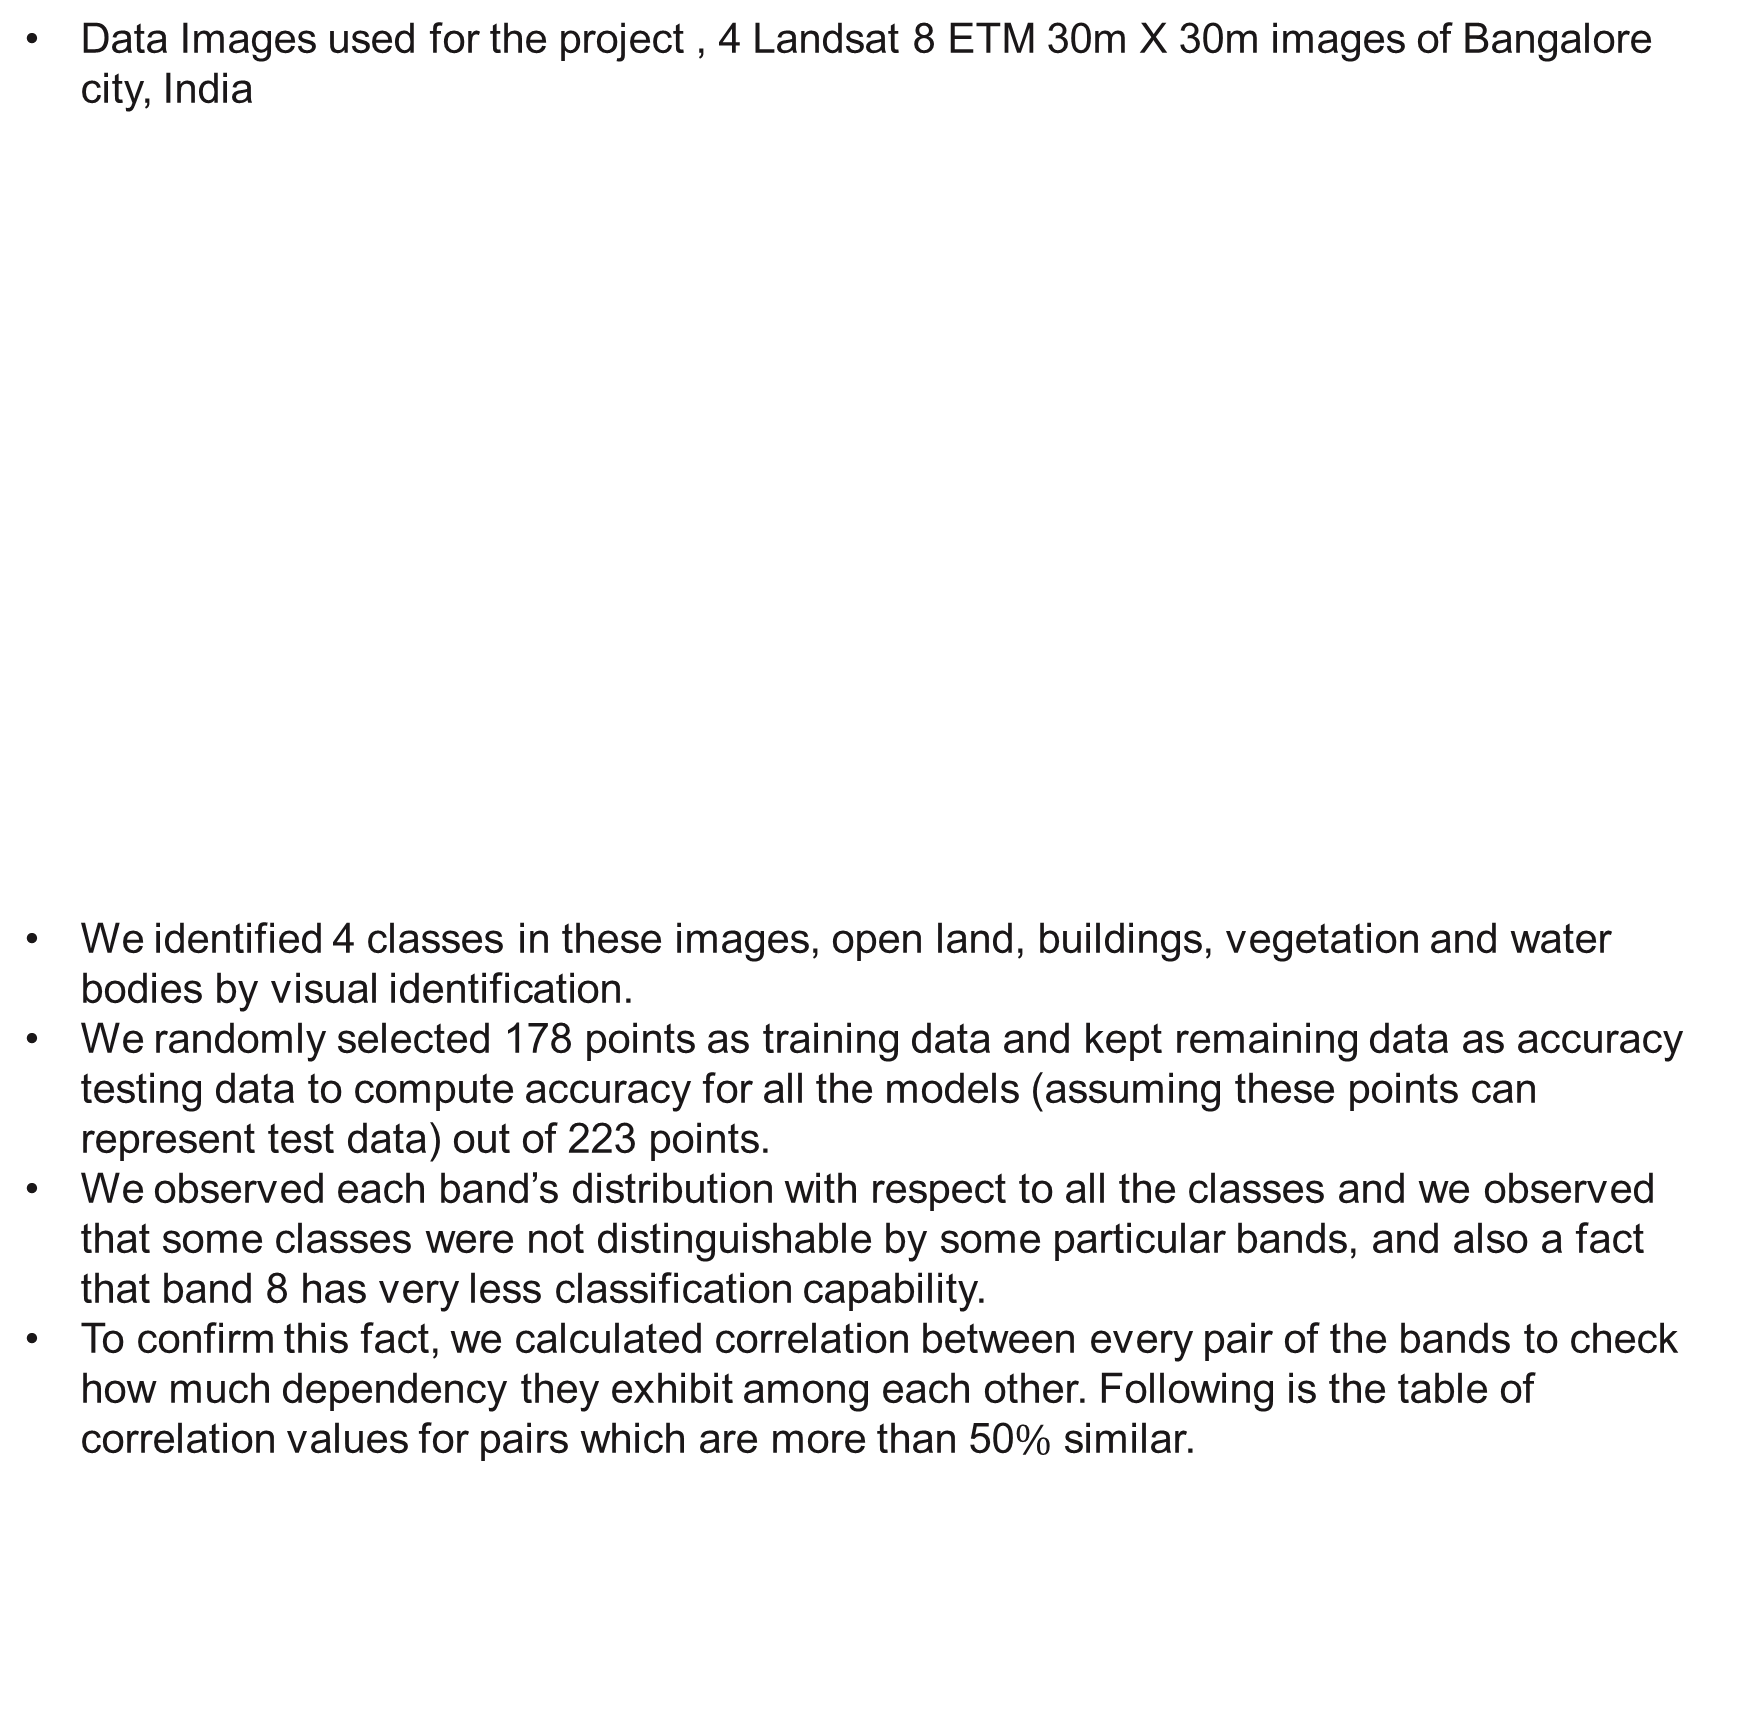 • Data Images used for the project , 4 Landsat 8 ETM 30m X 30m images of Bangalore
city, India
• We identified 4 classes in these images, open land, buildings, vegetation and water
bodies by visual identification.
• We randomly selected 178 points as training data and kept remaining data as accuracy
testing data to compute accuracy for all the models (assuming these points can
represent test data) out of 223 points.
• We observed each band’s distribution with respect to all the classes and we observed
that some classes were not distinguishable by some particular bands, and also a fact
that band 8 has very less classification capability.
• To confirm this fact, we calculated correlation between every pair of the bands to check
how much dependency they exhibit among each other. Following is the table of
correlation values for pairs which are more than 50% similar.